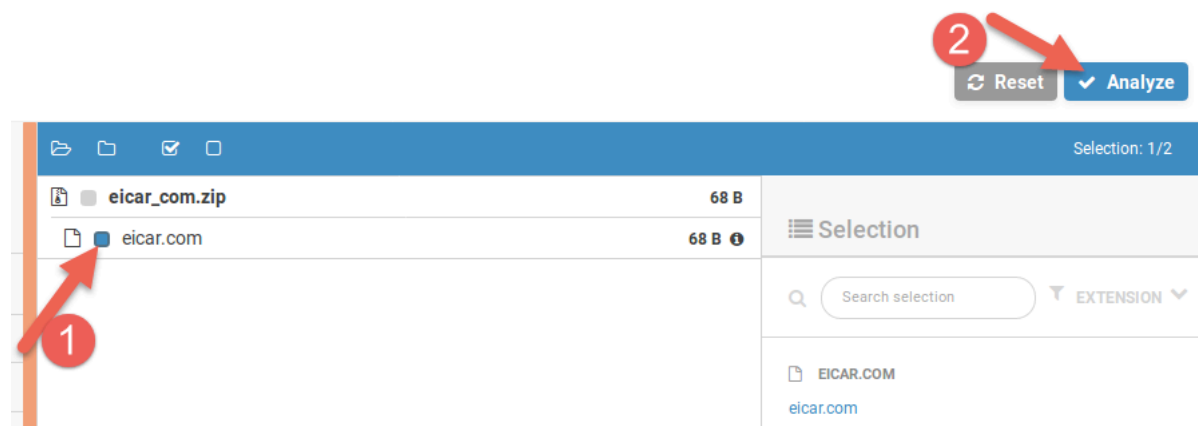 2
Reset Analyze
Selection: 1/2
eicar_com.zip 68 B
eicar.com 68 B
Selection
Search selection EXTENSION
1
EICAR.COM
eicar.com